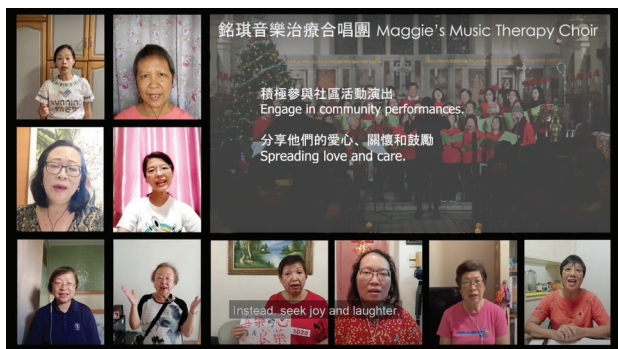 銘琪音樂治療合唱團 Maggie's Music Therapy Choir
積極參與社區活動演出
Engage in community performances.
分享他們的愛心、關懷和鼓勵
Spreading love and care.
Instead, seek joy and laughter.